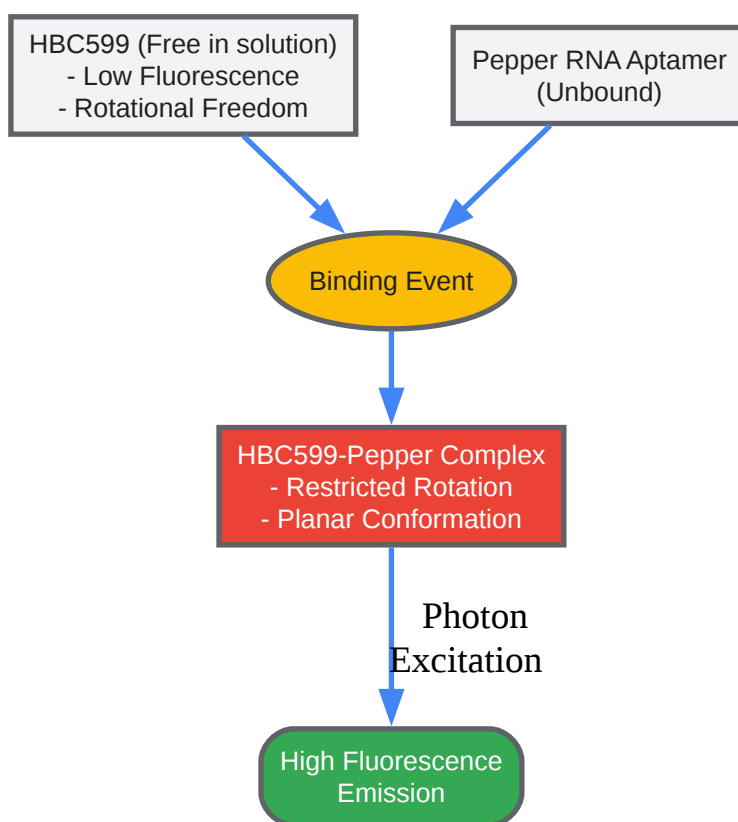 HBC599 (Free in solution)
- Low Fluorescence
- Rotational Freedom
Pepper RNA Aptamer
(Unbound)
Binding Event
HBC599-Pepper Complex
- Restricted Rotation
- Planar Conformation
Photon
Excitation
High Fluorescence
Emission